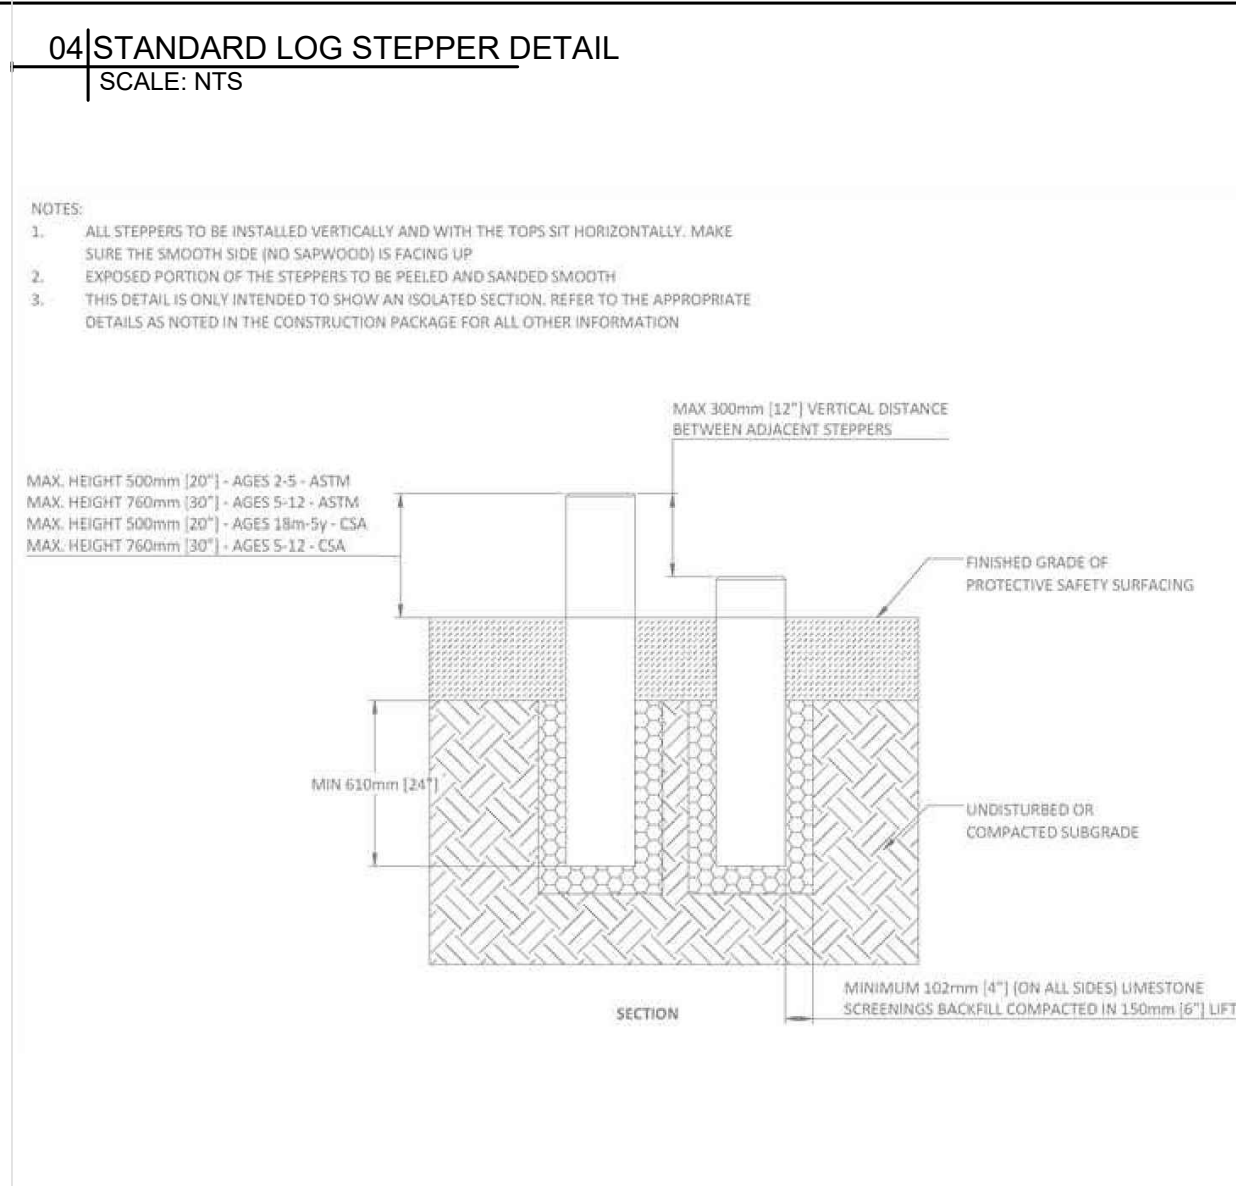 04 STANDARD LOG STEPPER DETAIL
SCALE: NTS
NOTES:
1. ALL STEPPERS TO BE INSTALLED VERTICALLY AND WITH THE TOPS SIT HORIZONTALLY. MAKE
SURE THE SMOOTH SIDE (NO SAPWOOD) IS FACING UP
2. EXPOSED PORTION OF THE STEPPERS TO BE PEELED AND SANDED SMOOTH
3. THIS DETAIL IS ONLY INTENDED TO SHOW AN ISOLATED SECTION. REFER TO THE APPROPRIATE
DETAILS AS NOTED IN THE CONSTRUCTION PACKAGE FOR ALL OTHER INFORMATION
MAX 300mm [12"] VERTICAL DISTANCE
BETWEEN ADJACENT STEPPERS
MAX. HEIGHT 500mm [20"] - AGES 2-5 - ASTM
MAX. HEIGHT 760mm [30"] - AGES 5-12 - ASTM
MAX. HEIGHT 500mm [20"] - AGES 18m-5y - CSA
MAX. HEIGHT 760mm [30"] - AGES 5-12 - CSA
FINISHED GRADE OF
PROTECTIVE SAFETY SURFACING
MIN 610mm [24"]
UNDISTURBED OR
COMPACTED SUBGRADE
MINIMUM 102mm [4"] (ON ALL SIDES) LIMESTONE
SCREENINGS BACKFILL COMPACTED IN 150mm [6"] LIFT
SECTION